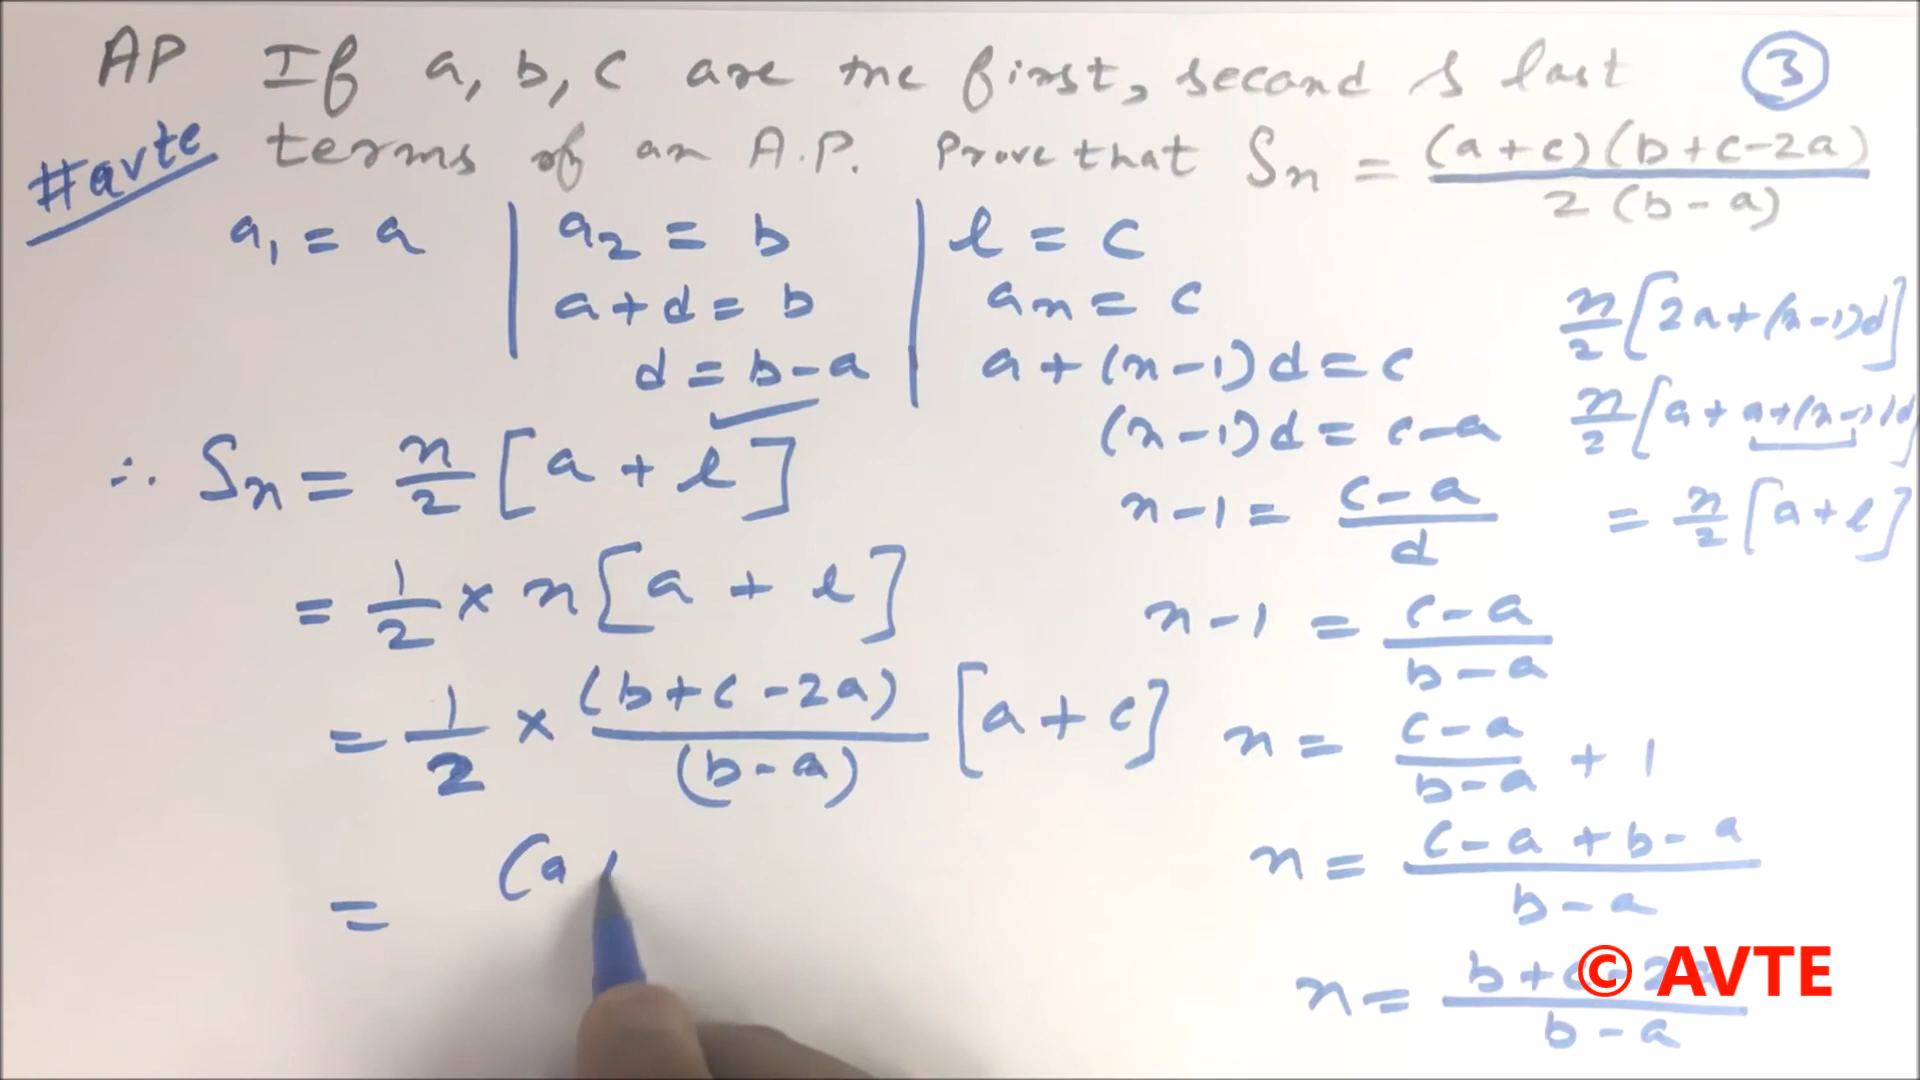 AP If a, b, c are the first, second & last ③
#avte terms of an A.P. Prove that Sn = (a+c)(b+c-2a) / 2(b-a)
a₁ = a
a₂ = b
a+d = b
d = b-a
l = c
an = c
a+(n-1)d = c
(n-1)d = c-a
n-1 = c-a / d
n-1 = c-a / b-a
n = c-a / b-a + 1
n = c-a+b-a / b-a
n = b+c-2a / b-a
n/2 [2a+(n-1)d]
n/2 [a+a+(n-1)d]
= n/2 [a+l]
∴ Sn = n/2 [a+l]
= 1/2 × n[a+l]
= 1/2 × (b+c-2a) / (b-a) [a+c]
= (a
© AVTE